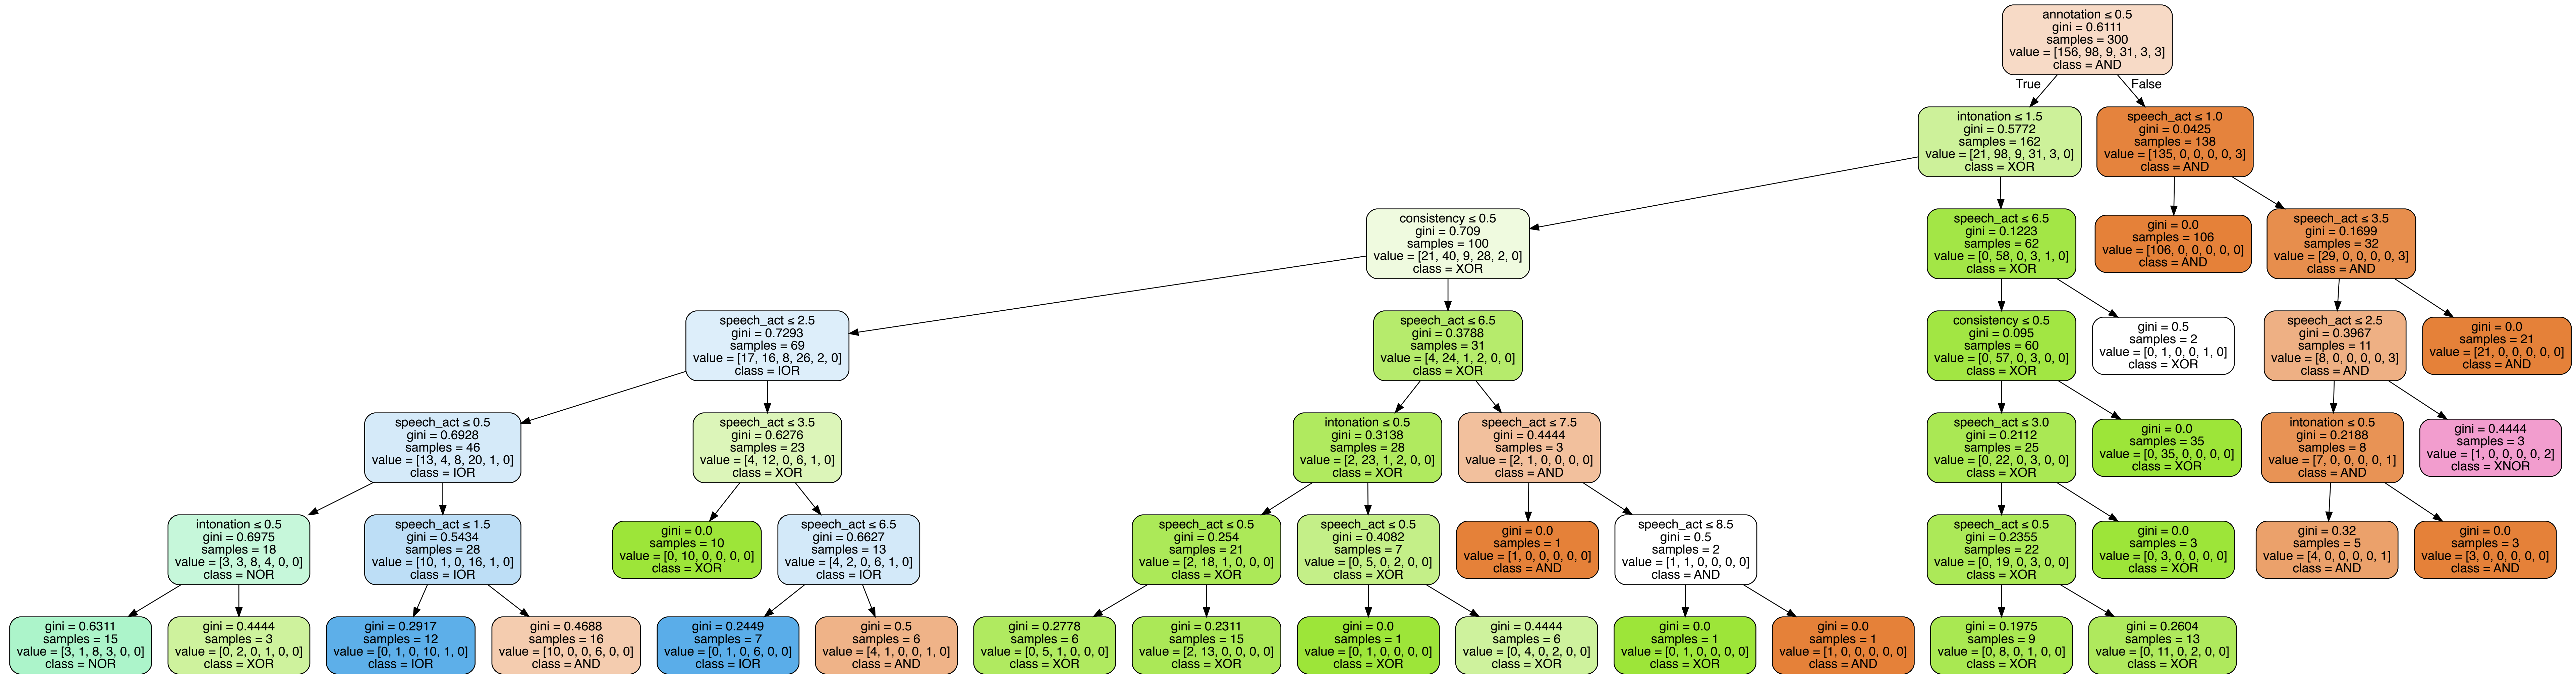 annotation ≤ 0.5
gini = 0.6111
samples = 300
value = [156, 98, 9, 31, 3, 3]
class = AND
True
False
intonation ≤ 1.5
gini = 0.5772
samples = 162
value = [21, 98, 9, 31, 3, 0]
class = XOR
speech_act ≤ 1.0
gini = 0.0425
samples = 138
value = [135, 0, 0, 0, 0, 3]
class = AND
consistency ≤ 0.5
gini = 0.709
samples = 100
value = [21, 40, 9, 28, 2, 0]
class = XOR
speech_act ≤ 6.5
gini = 0.1223
samples = 62
value = [0, 58, 0, 3, 1, 0]
class = XOR
gini = 0.0
samples = 106
value = [106, 0, 0, 0, 0, 0]
class = AND
speech_act ≤ 3.5
gini = 0.1699
samples = 32
value = [29, 0, 0, 0, 0, 3]
class = AND
speech_act ≤ 2.5
gini = 0.7293
samples = 69
value = [17, 16, 8, 26, 2, 0]
class = IOR
speech_act ≤ 6.5
gini = 0.3788
samples = 31
value = [4, 24, 1, 2, 0, 0]
class = XOR
consistency ≤ 0.5
gini = 0.095
samples = 60
value = [0, 57, 0, 3, 0, 0]
class = XOR
gini = 0.5
samples = 2
value = [0, 1, 0, 0, 1, 0]
class = XOR
speech_act ≤ 2.5
gini = 0.3967
samples = 11
value = [8, 0, 0, 0, 0, 3]
class = AND
gini = 0.0
samples = 21
value = [21, 0, 0, 0, 0, 0]
class = AND
speech_act ≤ 0.5
gini = 0.6928
samples = 46
value = [13, 4, 8, 20, 1, 0]
class = IOR
speech_act ≤ 3.5
gini = 0.6276
samples = 23
value = [4, 12, 0, 6, 1, 0]
class = XOR
intonation ≤ 0.5
gini = 0.3138
samples = 28
value = [2, 23, 1, 2, 0, 0]
class = XOR
speech_act ≤ 7.5
gini = 0.4444
samples = 3
value = [2, 1, 0, 0, 0, 0]
class = AND
speech_act ≤ 3.0
gini = 0.2112
samples = 25
value = [0, 22, 0, 3, 0, 0]
class = XOR
gini = 0.0
samples = 35
value = [0, 35, 0, 0, 0, 0]
class = XOR
intonation ≤ 0.5
gini = 0.2188
samples = 8
value = [7, 0, 0, 0, 0, 1]
class = AND
gini = 0.4444
samples = 3
value = [1, 0, 0, 0, 0, 2]
class = XNOR
intonation ≤ 0.5
gini = 0.6975
samples = 18
value = [3, 3, 8, 4, 0, 0]
class = NOR
speech_act ≤ 1.5
gini = 0.5434
samples = 28
value = [10, 1, 0, 16, 1, 0]
class = IOR
gini = 0.0
samples = 10
value = [0, 10, 0, 0, 0, 0]
class = XOR
speech_act ≤ 6.5
gini = 0.6627
samples = 13
value = [4, 2, 0, 6, 1, 0]
class = IOR
speech_act ≤ 0.5
gini = 0.254
samples = 21
value = [2, 18, 1, 0, 0, 0]
class = XOR
speech_act ≤ 0.5
gini = 0.4082
samples = 7
value = [0, 5, 0, 2, 0, 0]
class = XOR
gini = 0.0
samples = 1
value = [1, 0, 0, 0, 0, 0]
class = AND
speech_act ≤ 8.5
gini = 0.5
samples = 2
value = [1, 1, 0, 0, 0, 0]
class = AND
speech_act ≤ 0.5
gini = 0.2355
samples = 22
value = [0, 19, 0, 3, 0, 0]
class = XOR
gini = 0.0
samples = 3
value = [0, 3, 0, 0, 0, 0]
class = XOR
gini = 0.32
samples = 5
value = [4, 0, 0, 0, 0, 1]
class = AND
gini = 0.0
samples = 3
value = [3, 0, 0, 0, 0, 0]
class = AND
gini = 0.6311
samples = 15
value = [3, 1, 8, 3, 0, 0]
class = NOR
gini = 0.4444
samples = 3
value = [0, 2, 0, 1, 0, 0]
class = XOR
gini = 0.2917
samples = 12
value = [0, 1, 0, 10, 1, 0]
class = IOR
gini = 0.4688
samples = 16
value = [10, 0, 0, 6, 0, 0]
class = AND
gini = 0.2449
samples = 7
value = [0, 1, 0, 6, 0, 0]
class = IOR
gini = 0.5
samples = 6
value = [4, 1, 0, 0, 1, 0]
class = AND
gini = 0.2778
samples = 6
value = [0, 5, 1, 0, 0, 0]
class = XOR
gini = 0.2311
samples = 15
value = [2, 13, 0, 0, 0, 0]
class = XOR
gini = 0.0
samples = 1
value = [0, 1, 0, 0, 0, 0]
class = XOR
gini = 0.4444
samples = 6
value = [0, 4, 0, 2, 0, 0]
class = XOR
gini = 0.0
samples = 1
value = [0, 1, 0, 0, 0, 0]
class = XOR
gini = 0.0
samples = 1
value = [1, 0, 0, 0, 0, 0]
class = AND
gini = 0.1975
samples = 9
value = [0, 8, 0, 1, 0, 0]
class = XOR
gini = 0.2604
samples = 13
value = [0, 11, 0, 2, 0, 0]
class = XOR